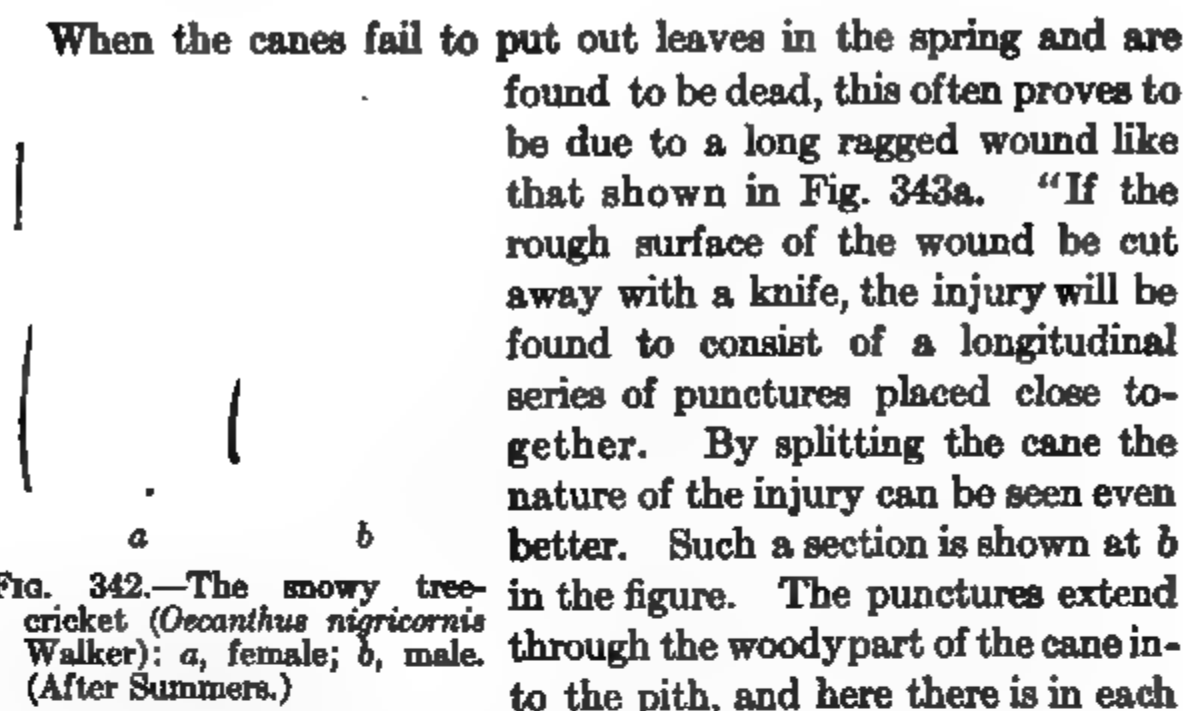 When the canes fail to put out leaves in the spring and are
found to be dead, this often proves to
be due to a long ragged wound like
that shown in Fig. 343a. “If the
rough surface of the wound be cut
away with a knife, the injury will be
found to consist of a longitudinal
series of punctures placed close to-
gether. By splitting the cane the
nature of the injury can be seen even
better. Such a section is shown at b
in the figure. The punctures extend
through the woody part of the cane in-
to the pith, and here there is in each
a b
FIG. 342.—The snowy tree-
cricket (Oecanthus nigricornis
Walker): a, female; b, male.
(After Summers.)